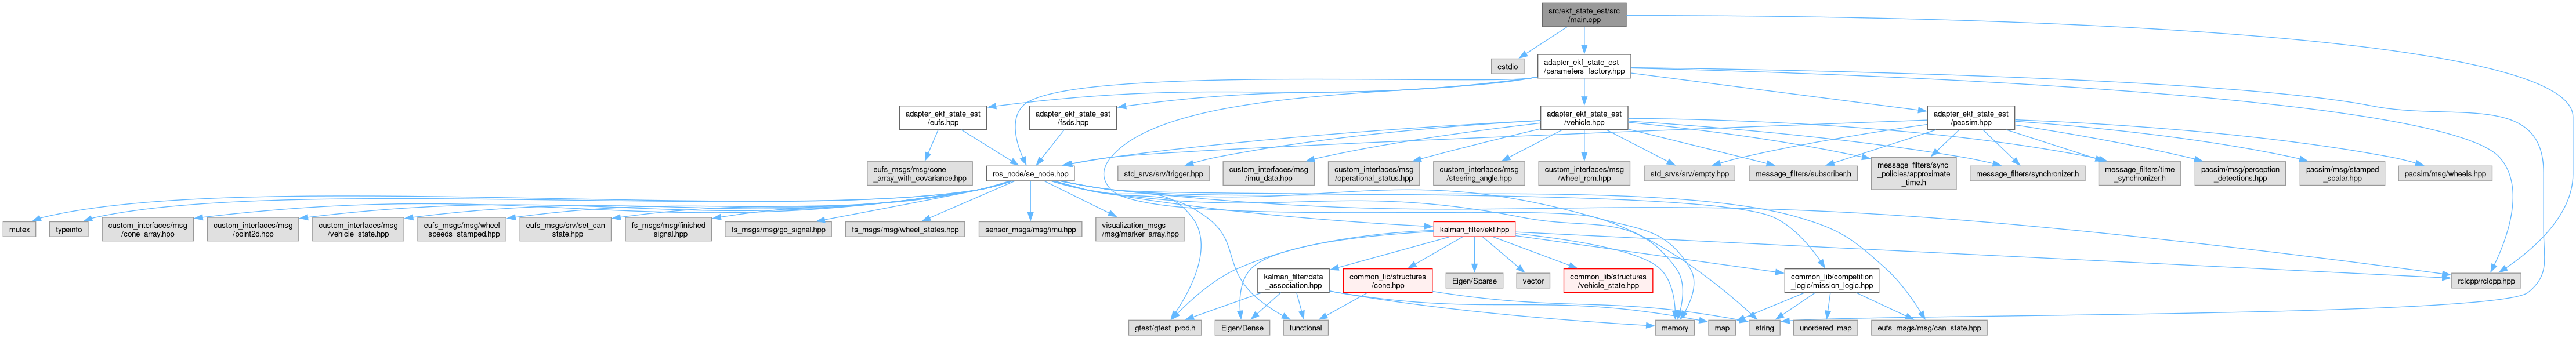 src/ekf_state_est/src
/main.cpp
cstdio
adapter_ekf_state_est
/parameters_factory.hpp
adapter_ekf_state_est
/eufs.hpp
adapter_ekf_state_est
/fsds.hpp
adapter_ekf_state_est
/vehicle.hpp
adapter_ekf_state_est
/pacsim.hpp
eufs_msgs/msg/cone
_array_with_covariance.hpp
ros_node/se_node.hpp
std_srvs/srv/trigger.hpp
custom_interfaces/msg
/imu_data.hpp
custom_interfaces/msg
/operational_status.hpp
custom_interfaces/msg
/steering_angle.hpp
custom_interfaces/msg
/wheel_rpm.hpp
std_srvs/srv/empty.hpp
message_filters/subscriber.h
message_filters/sync
_policies/approximate
_time.h
message_filters/synchronizer.h
message_filters/time
_synchronizer.h
pacsim/msg/perception
_detections.hpp
pacsim/msg/stamped
_scalar.hpp
pacsim/msg/wheels.hpp
mutex
typeinfo
custom_interfaces/msg
/cone_array.hpp
custom_interfaces/msg
/point2d.hpp
custom_interfaces/msg
/vehicle_state.hpp
eufs_msgs/msg/wheel
_speeds_stamped.hpp
eufs_msgs/srv/set_can
_state.hpp
fs_msgs/msg/finished
_signal.hpp
fs_msgs/msg/go_signal.hpp
fs_msgs/msg/wheel_states.hpp
sensor_msgs/msg/imu.hpp
visualization_msgs
/msg/marker_array.hpp
kalman_filter/ekf.hpp
kalman_filter/data
_association.hpp
common_lib/structures
/cone.hpp
Eigen/Sparse
vector
common_lib/structures
/vehicle_state.hpp
common_lib/competition
_logic/mission_logic.hpp
rclcpp/rclcpp.hpp
gtest/gtest_prod.h
Eigen/Dense
functional
memory
map
string
unordered_map
eufs_msgs/msg/can_state.hpp